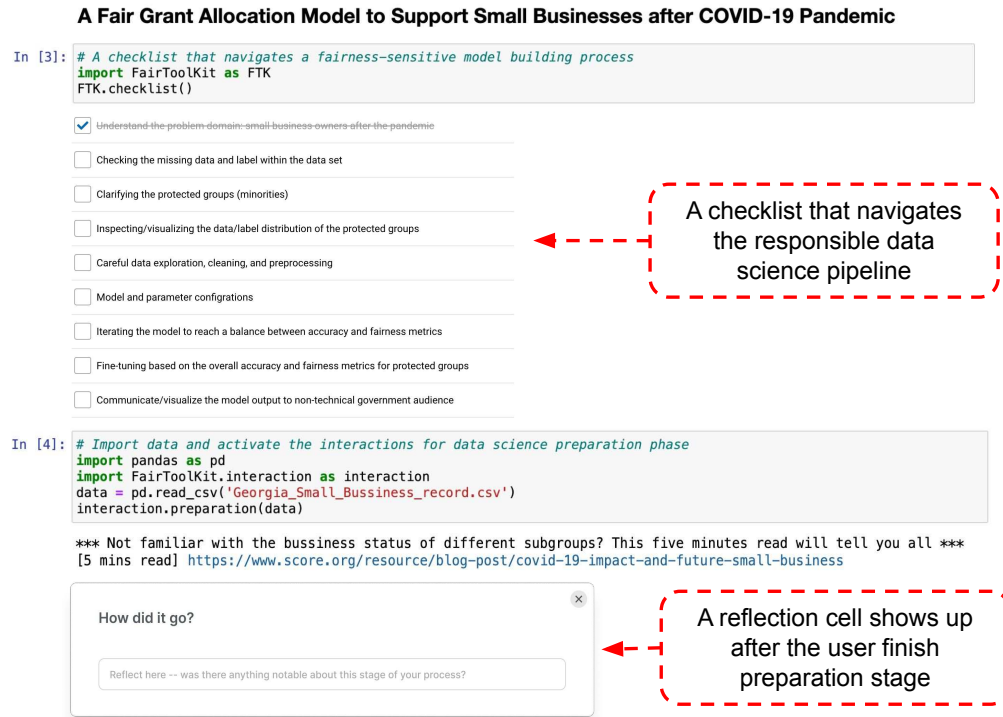 A Fair Grant Allocation Model to Support Small Businesses after COVID-19 Pandemic
In [3]: # A checklist that navigates a fairness-sensitive model building process
import FairToolKit as FTK
FTK.checklist()
Understand the problem domain: small business owners after the pandemic
Checking the missing data and label within the data set
Clarifying the protected groups (minorities)
Inspecting/visualizing the data/label distribution of the protected groups
Careful data exploration, cleaning, and preprocessing
Model and parameter configrations
Iterating the model to reach a balance between accuracy and fairness metrics
Fine-tuning based on the overall accuracy and fairness metrics for protected groups
Communicate/visualize the model output to non-technical government audience
A checklist that navigates
the responsible data
science pipeline
In [4]: # Import data and activate the interactions for data science preparation phase
import pandas as pd
import FairToolKit.interaction as interaction
data = pd.read_csv('Georgia_Small_Bussiness_record.csv')
interaction.preparation(data)
*** Not familiar with the bussiness status of different subgroups? This five minutes read will tell you all ***
[5 mins read] https://www.score.org/resource/blog-post/covid-19-impact-and-future-small-business
How did it go?
Reflect here -- was there anything notable about this stage of your process?
A reflection cell shows up
after the user finish
preparation stage